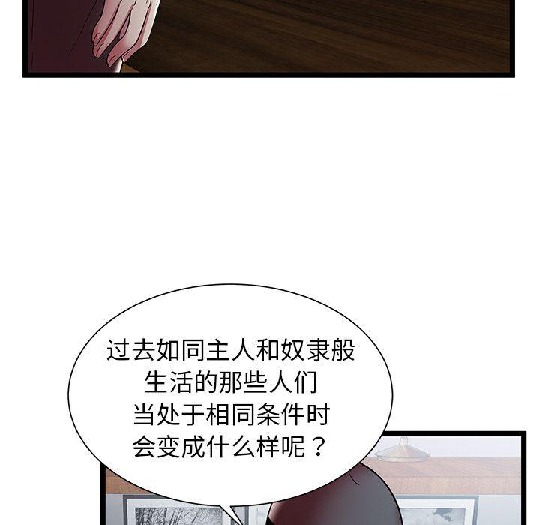 过去如同主人和奴隶般
生活的那些人们
当处于相同条件时
会变成什么样呢？